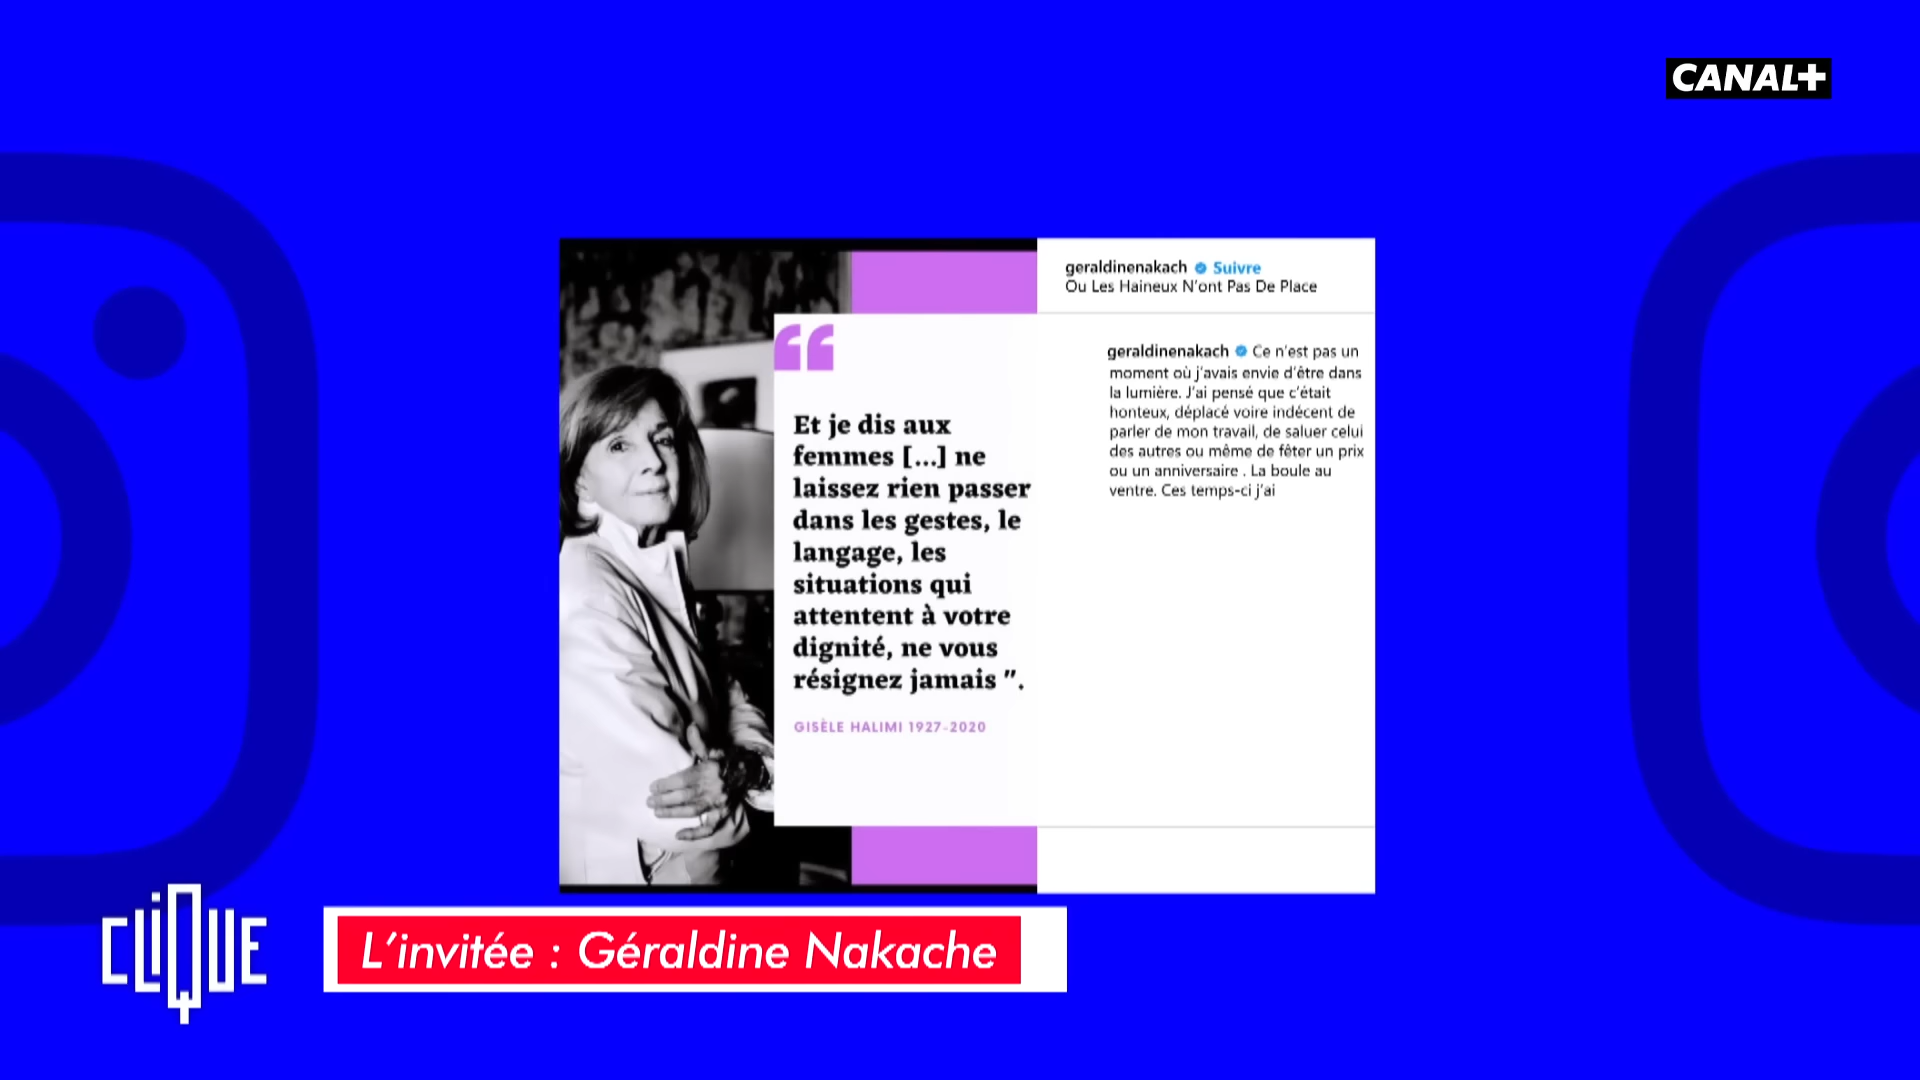 CANAL+
geraldinenakach Suivre
Ou Les Haineux N'ont Pas De Place
“
Et je dis aux
femmes [...] ne
laissez rien passer
dans les gestes, le
langage, les
situations qui
attentent à votre
dignité, ne vous
résignez jamais ”.
GISÈLE HALIMI 1927-2020
geraldinenakach Ce n'est pas un
moment où j'avais envie d'être dans
la lumière. J'ai pensé que c'était
honteux, déplacé voire indécent de
parler de mon travail, de saluer celui
des autres ou même de fêter un prix
ou un anniversaire . La boule au
ventre. Ces temps-ci j'ai
CLiQUE
L'invitée : Géraldine Nakache